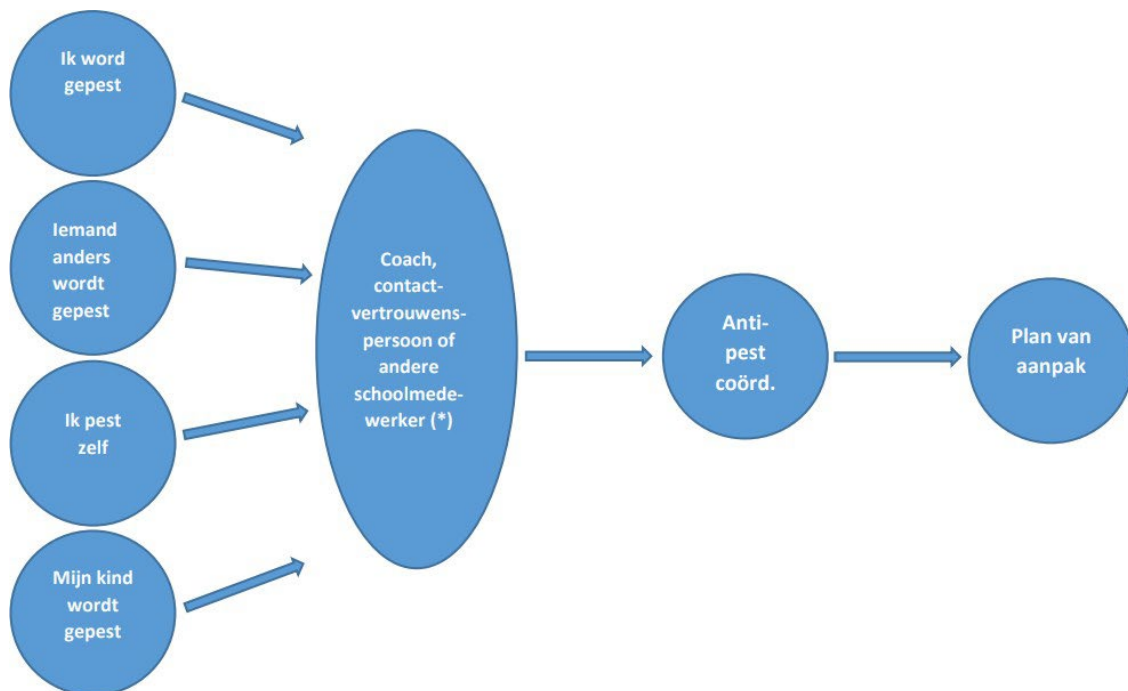 Ik word
gepest
Iemand
anders
wordt
gepest
Ik pest
zelf
Mijn kind
wordt
gepest
Coach,
contact-
vertrouwens-
persoon of
andere
schoolmede-
werker (*)
Anti-
pest
coörd.
Plan van
aanpak